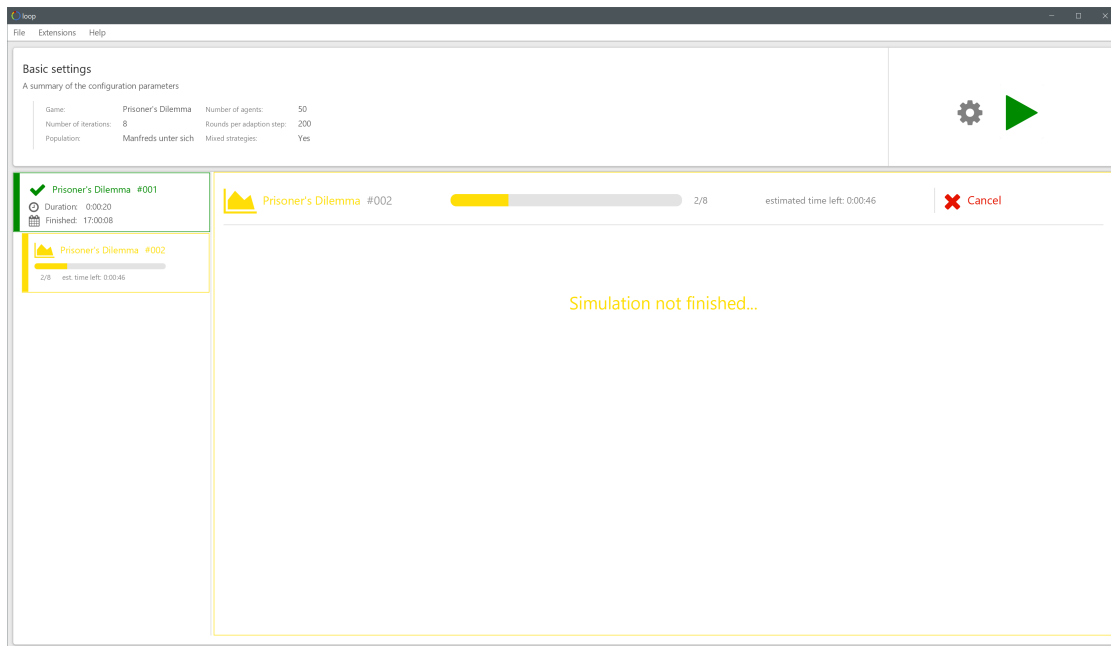 loop
File Extensions Help
Basic settings
A summary of the configuration parameters
Game: Prisoner's Dilemma Number of agents: 50
Number of iterations: 8 Rounds per adaption step: 200
Population: Manfreds unter sich Mixed strategies: Yes
Prisoner's Dilemma #001
Duration: 0:00:20
Finished: 17:00:08
Prisoner's Dilemma #002
2/8 est. time left: 0:00:46
Prisoner's Dilemma #002 2/8 estimated time left: 0:00:46 Cancel
Simulation not finished...